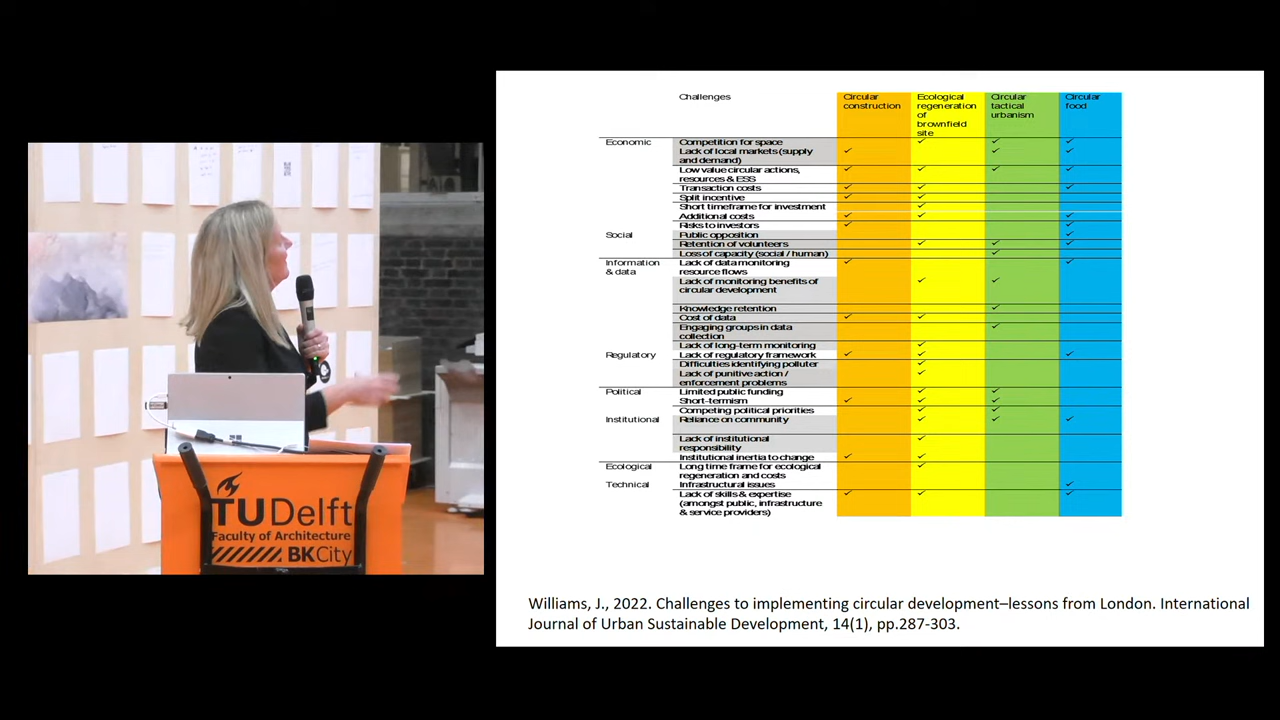 Challenges
Circular
construction
Ecological
regeneration
of
brownfield
site
Circular
tactical
urbanism
Circular
food
Economic
Competition for space ✓ ✓ ✓
Lack of local markets (supply ✓ ✓ ✓
and demand)
Low value circular actions, ✓ ✓ ✓ ✓
resources & ESS
Transaction costs ✓ ✓ ✓
Split incentive ✓ ✓
Short timeframe for investment ✓
Additional costs ✓ ✓ ✓
Risks to investors ✓ ✓
Social
Public opposition ✓
Retention of volunteers ✓ ✓ ✓
Loss of capacity (social / human) ✓
Information
& data
Lack of data monitoring ✓ ✓
resource flows
Lack of monitoring benefits of ✓ ✓
circular development
Knowledge retention ✓
Cost of data ✓ ✓
Engaging groups in data ✓
collection
Lack of long-term monitoring ✓
Regulatory
Lack of regulatory framework ✓ ✓ ✓
Difficulties identifying polluter ✓
Lack of punitive action / ✓
enforcement problems
Political
Limited public funding ✓ ✓
Short-termism ✓ ✓ ✓
Competing political priorities ✓ ✓
Institutional
Reliance on community ✓ ✓ ✓
Lack of institutional ✓
responsibility
Institutional inertia to change ✓ ✓
Ecological
Long time frame for ecological ✓
regeneration and costs
Technical
Infrastructural issues ✓
Lack of skills & expertise ✓ ✓ ✓
(amongst public, infrastructure
& service providers)
Williams, J., 2022. Challenges to implementing circular development–lessons from London. International
Journal of Urban Sustainable Development, 14(1), pp.287-303.
TUDelft
Faculty of Architecture
BKCity